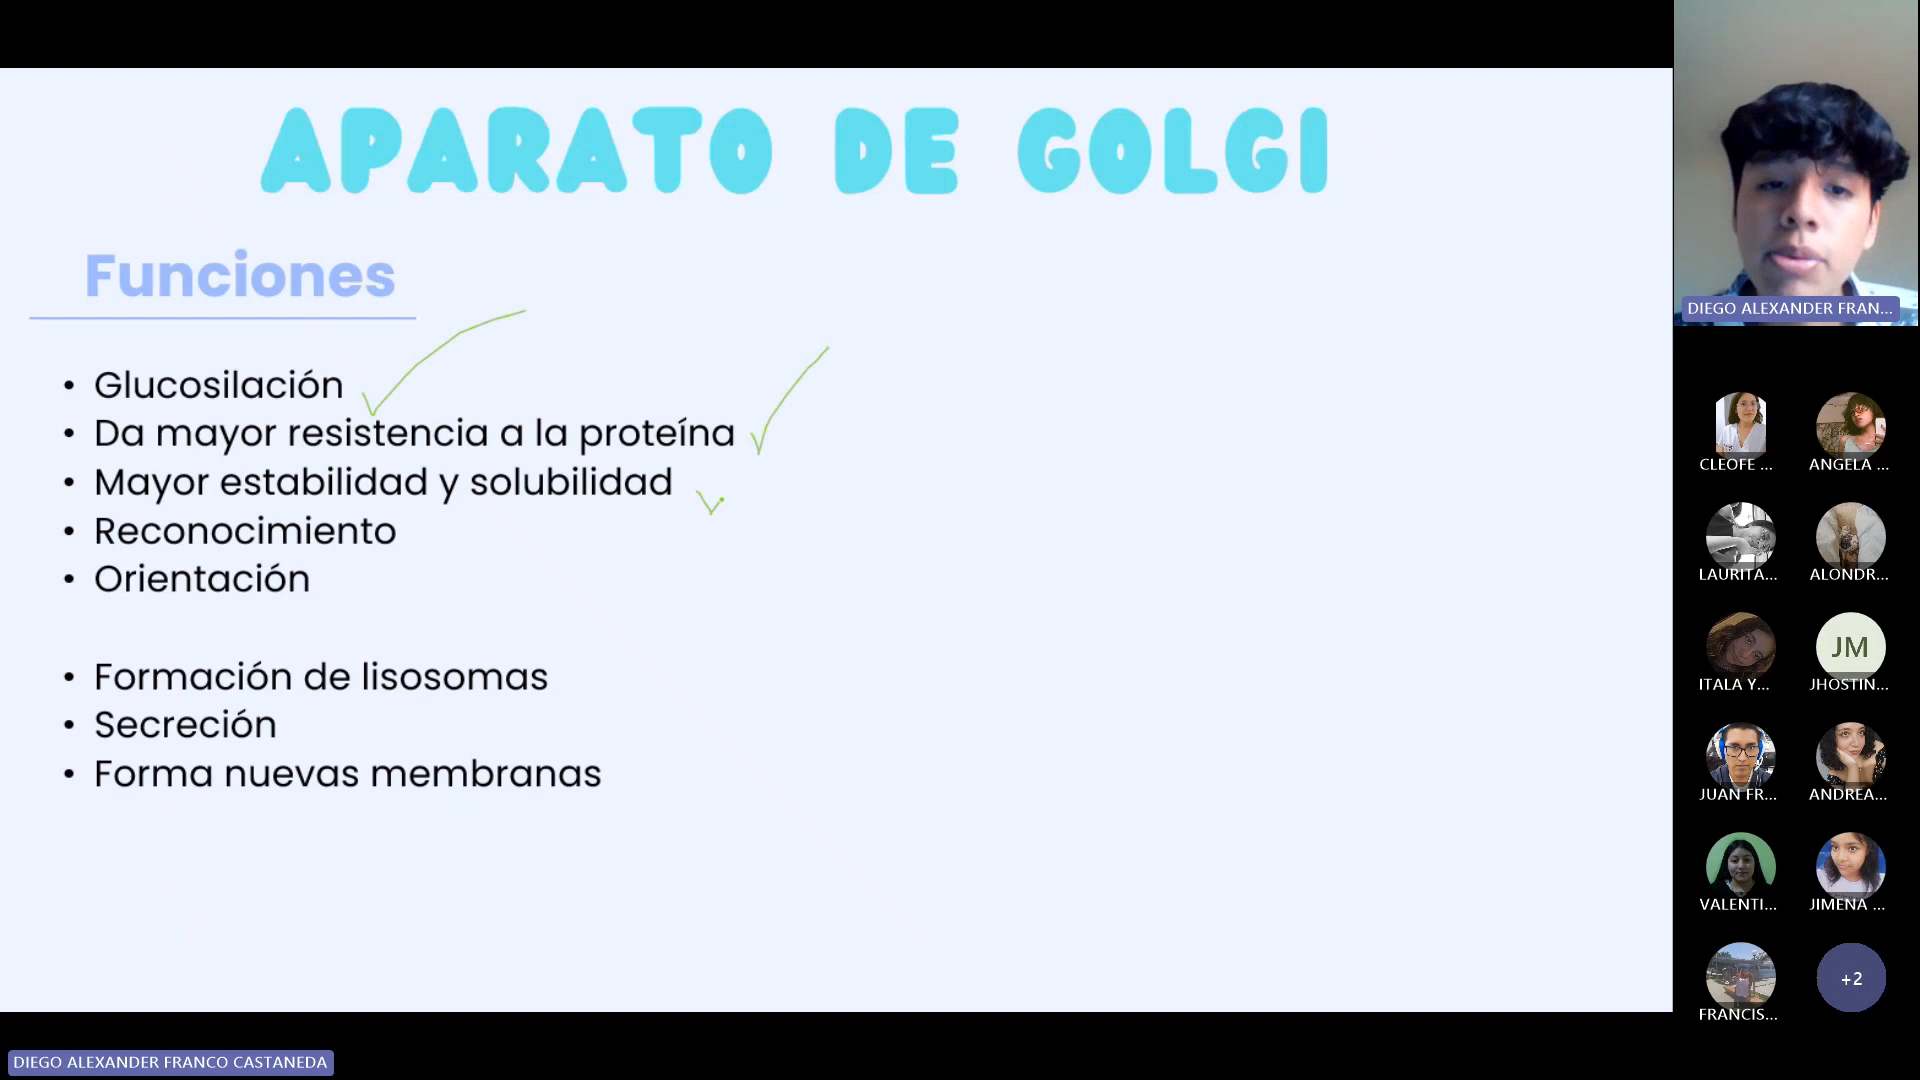 APARATO DE GOLGI
Funciones
• Glucosilación
• Da mayor resistencia a la proteína
• Mayor estabilidad y solubilidad
• Reconocimiento
• Orientación
• Formación de lisosomas
• Secreción
• Forma nuevas membranas
DIEGO ALEXANDER FRAN...
CLEOFE ...
ANGELA ...
LAURITA...
ALONDR...
ITALA Y...
JM
JHOSTIN...
JUAN FR...
ANDREA...
VALENTI...
JIMENA ...
FRANCIS...
+2
DIEGO ALEXANDER FRANCO CASTANEDA